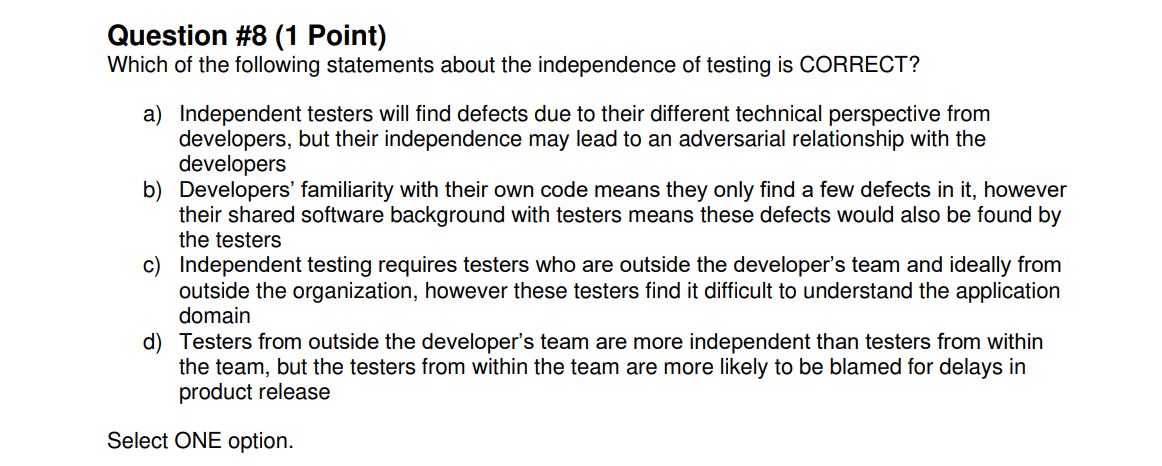 Question #8 (1 Point)
Which of the following statements about the independence of testing is CORRECT?
a) Independent testers will find defects due to their different technical perspective from
developers, but their independence may lead to an adversarial relationship with the
developers
b) Developers’ familiarity with their own code means they only find a few defects in it, however
their shared software background with testers means these defects would also be found by
the testers
c) Independent testing requires testers who are outside the developer’s team and ideally from
outside the organization, however these testers find it difficult to understand the application
domain
d) Testers from outside the developer’s team are more independent than testers from within
the team, but the testers from within the team are more likely to be blamed for delays in
product release
Select ONE option.